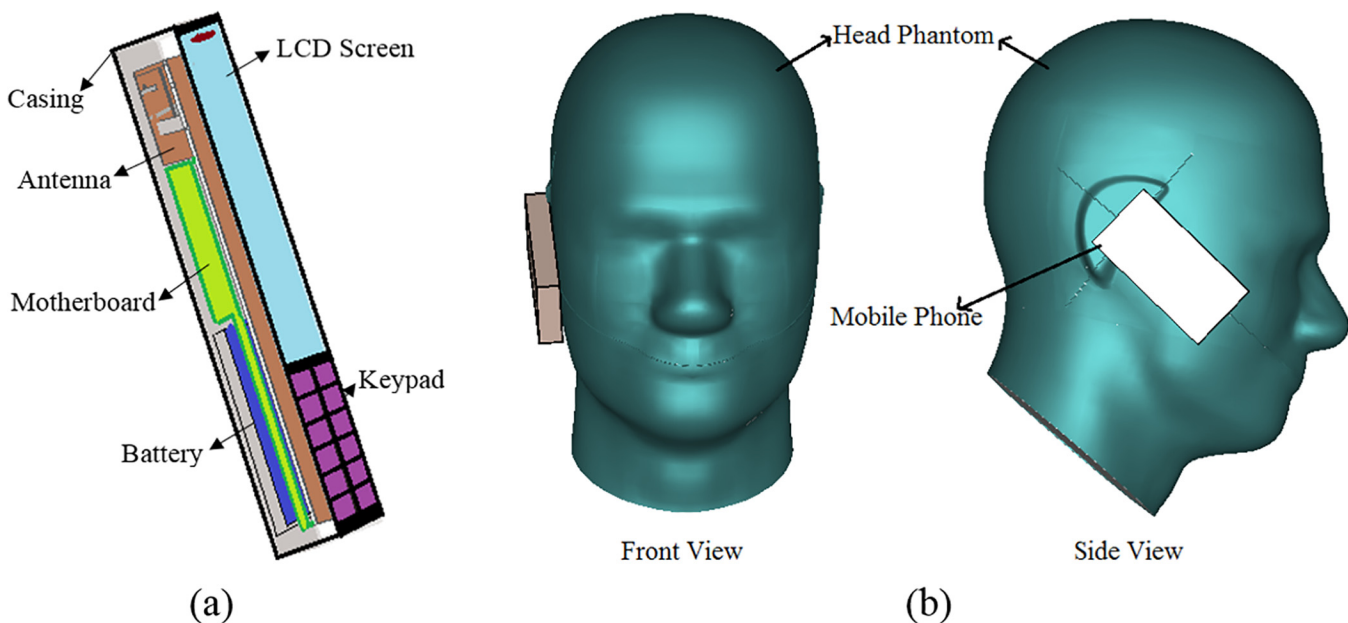 LCD Screen
Casing
Antenna
Motherboard
Keypad
Battery
(a)
Head Phantom
Mobile Phone
Front View
Side View
(b)